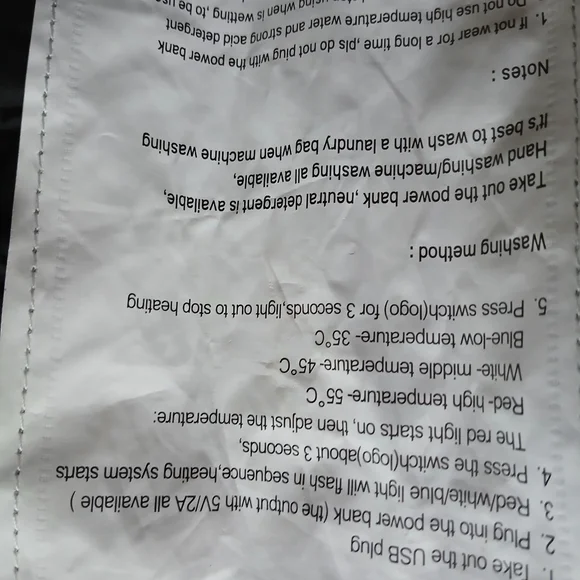 1. Take out the USB plug
2. Plug into the power bank (the output with 5V/2A all available )
3. Red/white/blue light will flash in sequence,heating system starts
4. Press the switch(logo)about 3 seconds,
The red light starts on, then adjust the temperature:
Red- high temperature- 55°C
White- middle temperature- 45°C
Blue-low temperature- 35°C
5. Press switch(logo) for 3 seconds,light out to stop heating
Washing method :
Take out the power bank ,neutral detergent is available,
Hand washing/machine washing all available,
It's best to wash with a laundry bag when machine washing
Notes :
1. If not wear for a long time ,pls do not plug with the power bank
Do not use high temperature water and strong acid detergent
using when is wetting ,to be